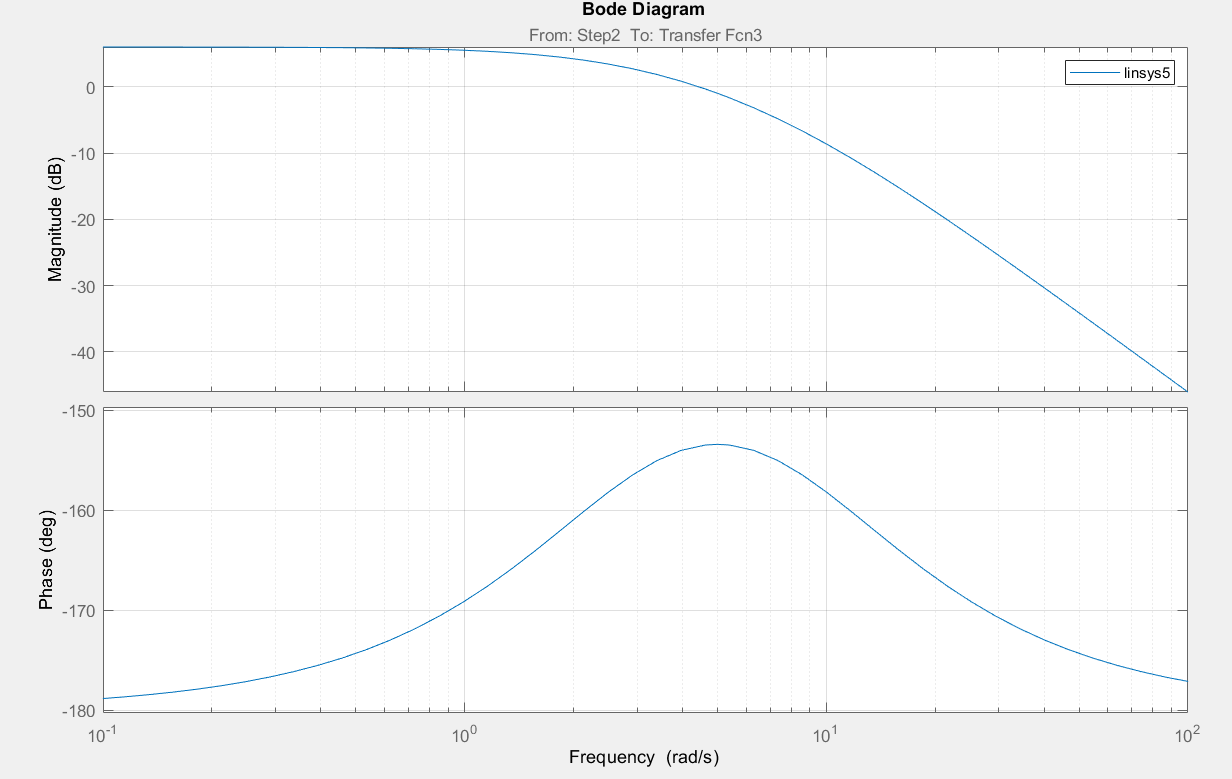 Bode Diagram
From: Step2  To: Transfer Fcn3
linsys5
Magnitude (dB)
0
-10
-20
-30
-40
Phase (deg)
-150
-160
-170
-180
10^-1 10^0 10^1 10^2
Frequency  (rad/s)